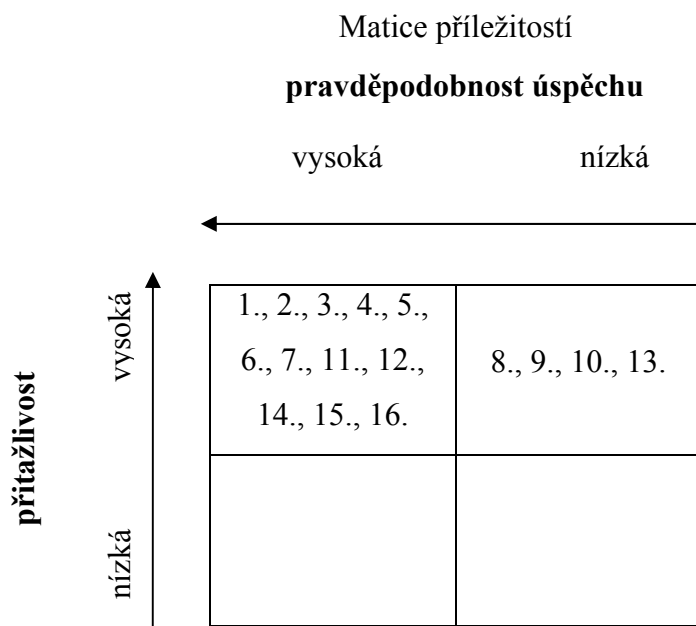 Matice příležitostí
pravděpodobnost úspěchu
vysoká nízká
přitažlivost
vysoká
1., 2., 3., 4., 5.,
6., 7., 11., 12.,
14., 15., 16.
8., 9., 10., 13.
nízká